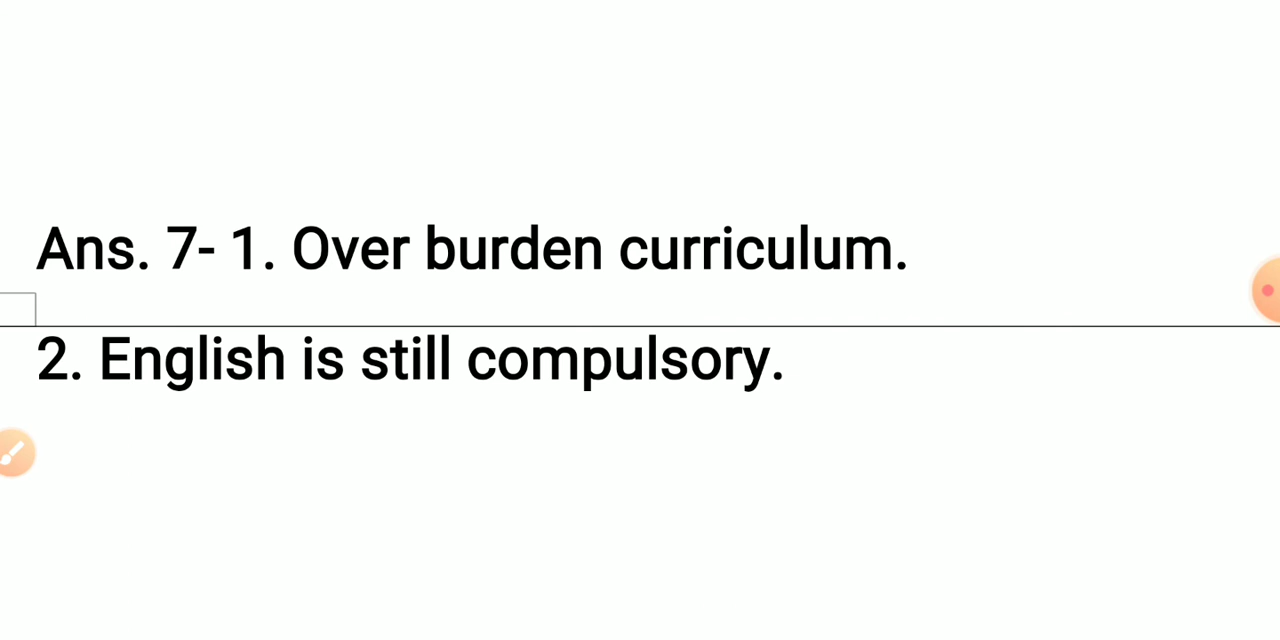 Ans. 7- 1. Over burden curriculum.
2. English is still compulsory.